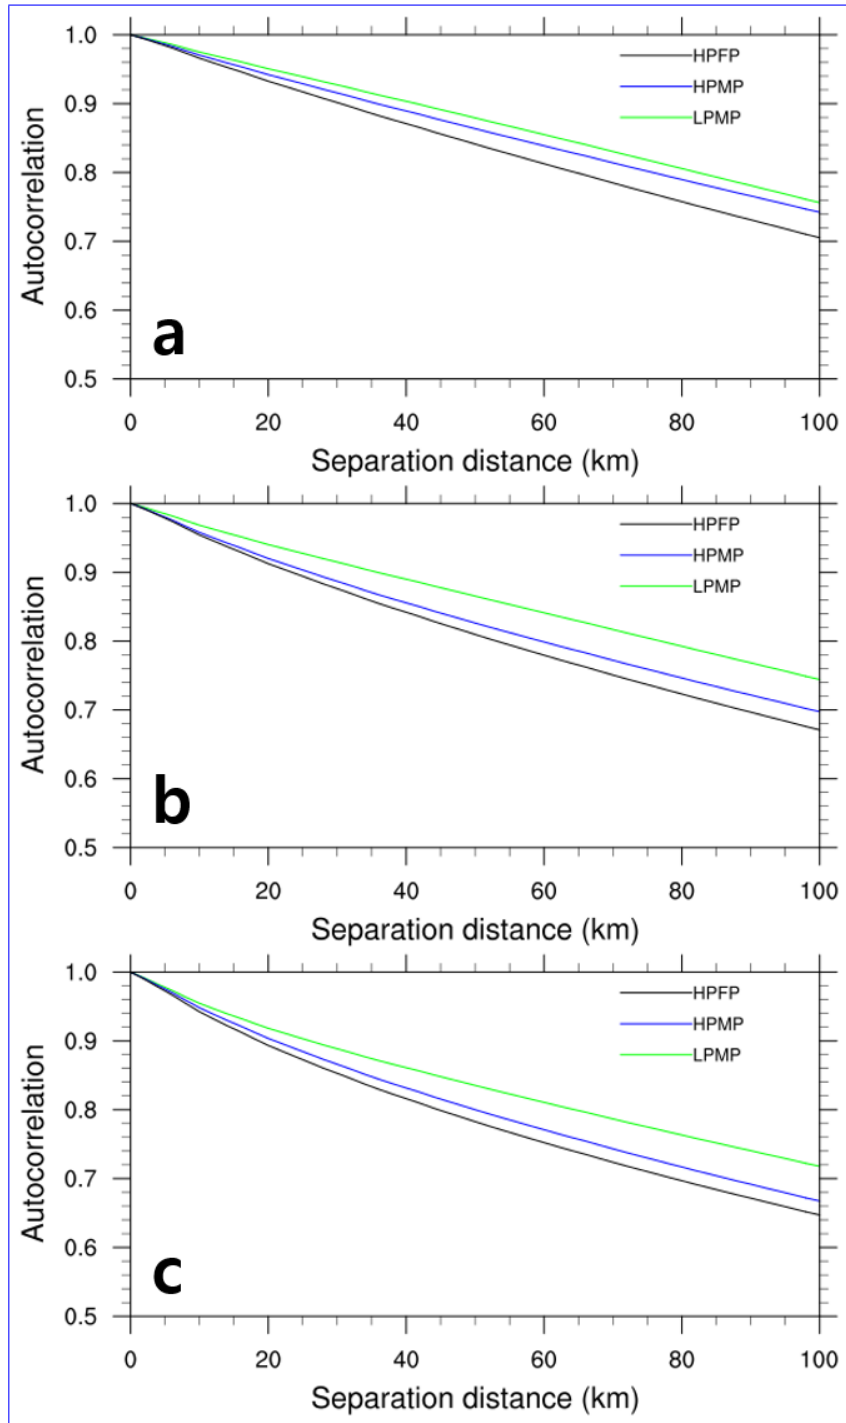 1.0
0.9
0.8
0.7
0.6
0.5
Autocorrelation
HPFP
HPMP
LPMP
a
0 20 40 60 80 100
Separation distance (km)
1.0
0.9
0.8
0.7
0.6
0.5
Autocorrelation
HPFP
HPMP
LPMP
b
0 20 40 60 80 100
Separation distance (km)
1.0
0.9
0.8
0.7
0.6
0.5
Autocorrelation
HPFP
HPMP
LPMP
c
0 20 40 60 80 100
Separation distance (km)